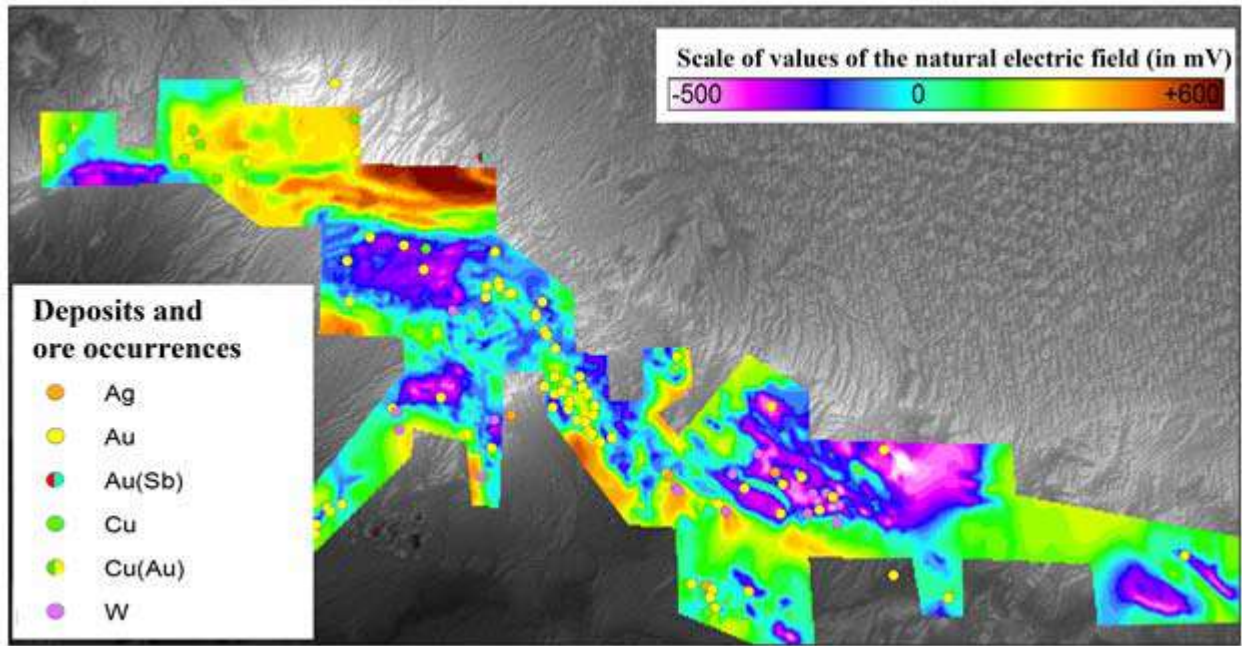 Scale of values of the natural electric field (in mV)
-500 0 +600
Deposits and
ore occurrences
Ag
Au
Au(Sb)
Cu
Cu(Au)
W